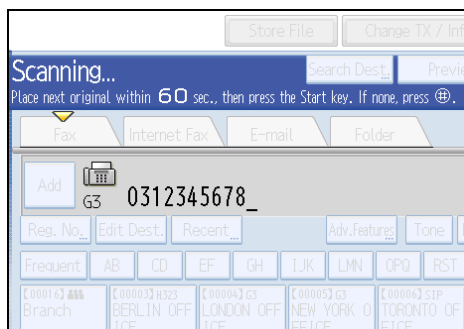 Store File Change TX / Inf
Scanning...
Search Dest. Previe
Place next original within 60 sec., then press the Start key. If none, press ⊕.
Fax Internet Fax E-mail Folder
Add G3 0312345678_
Reg. No. Edit Dest. Recent Adv.Features Tone
Frequent AB CD EF GH IJK LMN OPQ RST
[00016] [00003]H323 [00004]G3 [00005]G3 [00006]SIP
Branch BERLIN OFF LONDON OFF NEW YORK O TORONTO OF
ICE ICE FFICE FICE